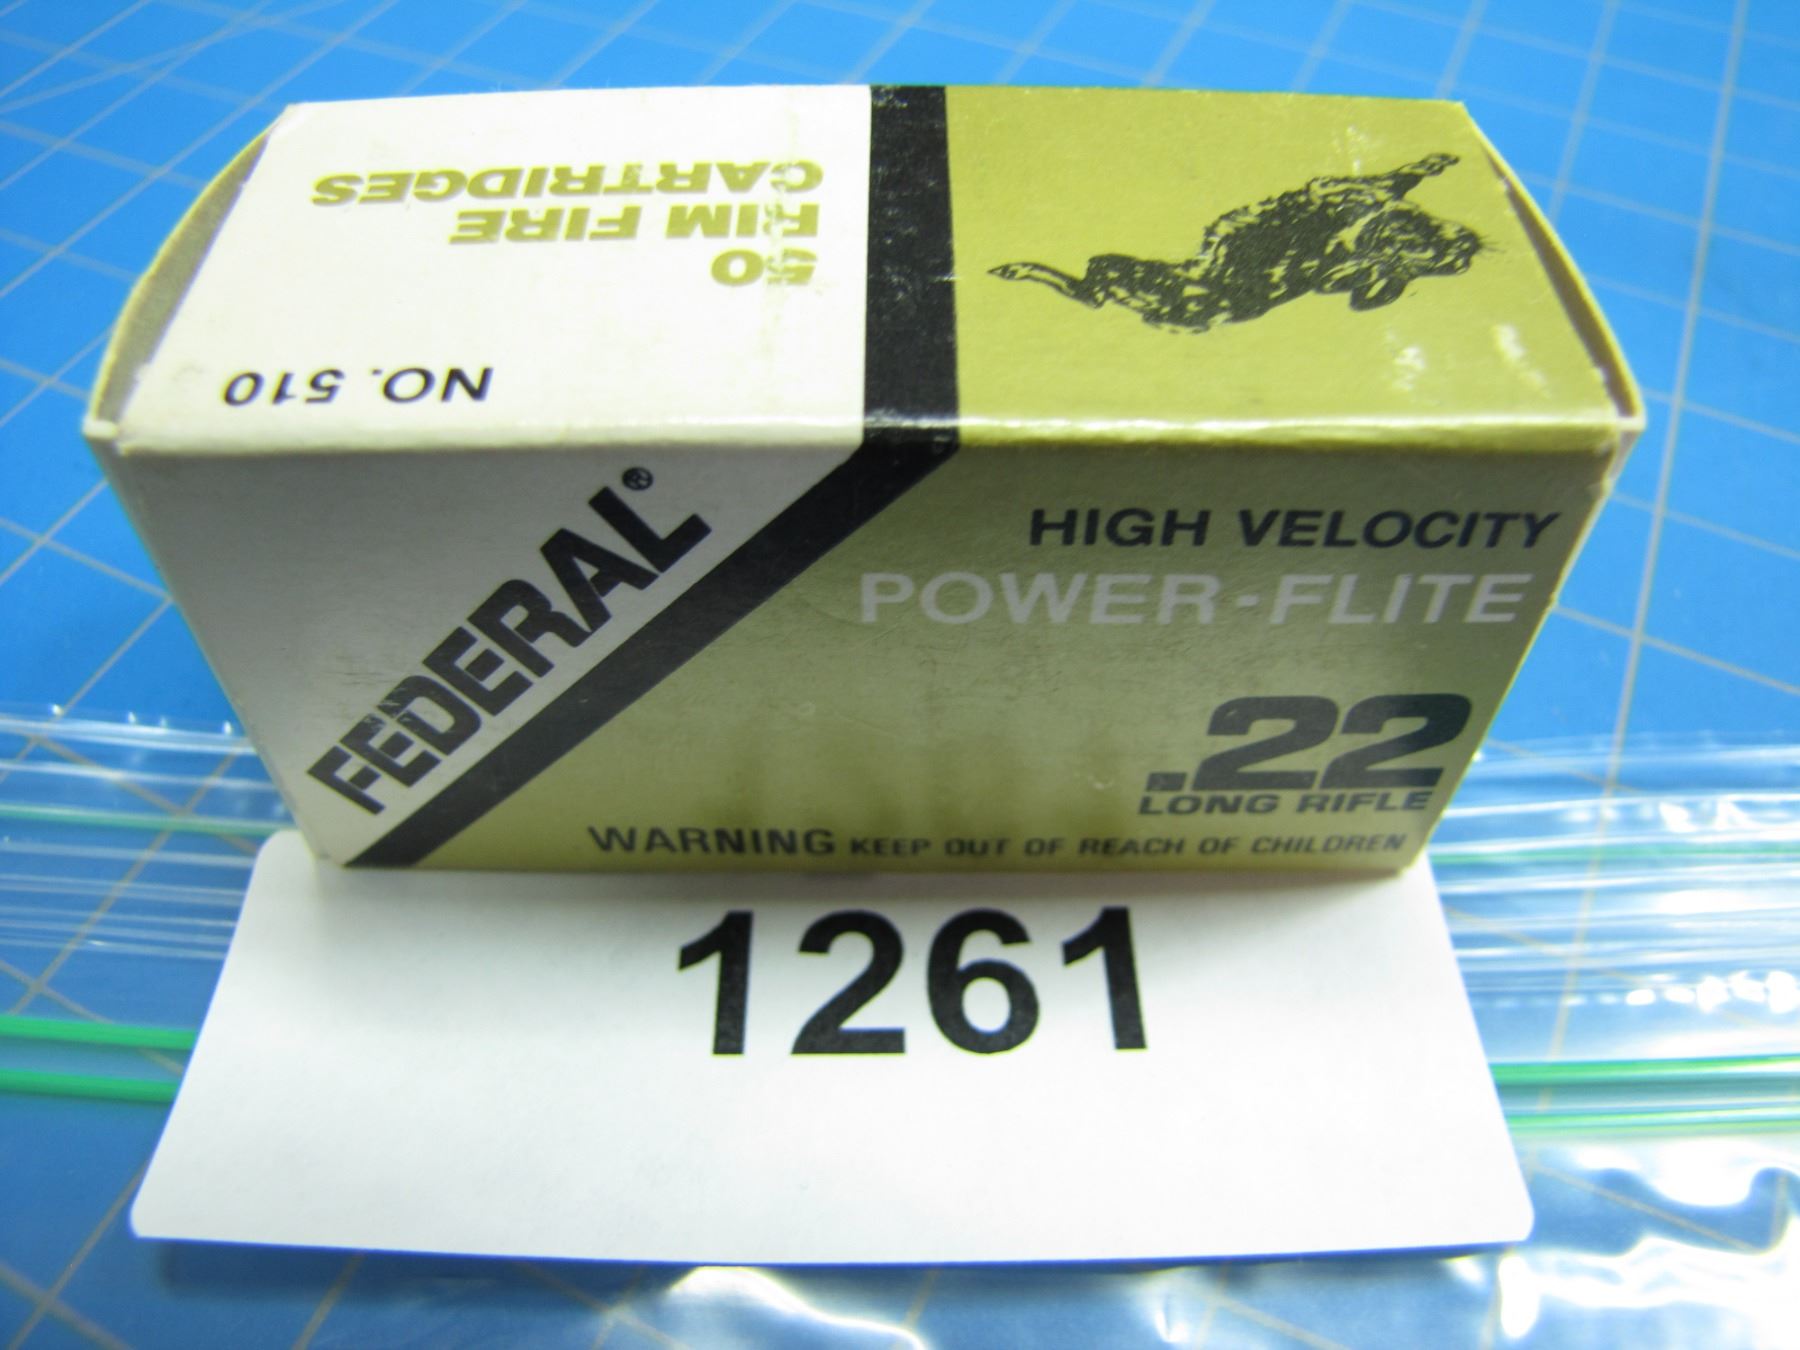 50
RIM FIRE
CARTRIDGES
NO. 510
FEDERAL®
HIGH VELOCITY
POWER-FLITE
.22
LONG RIFLE
WARNING KEEP OUT OF REACH OF CHILDREN
1261